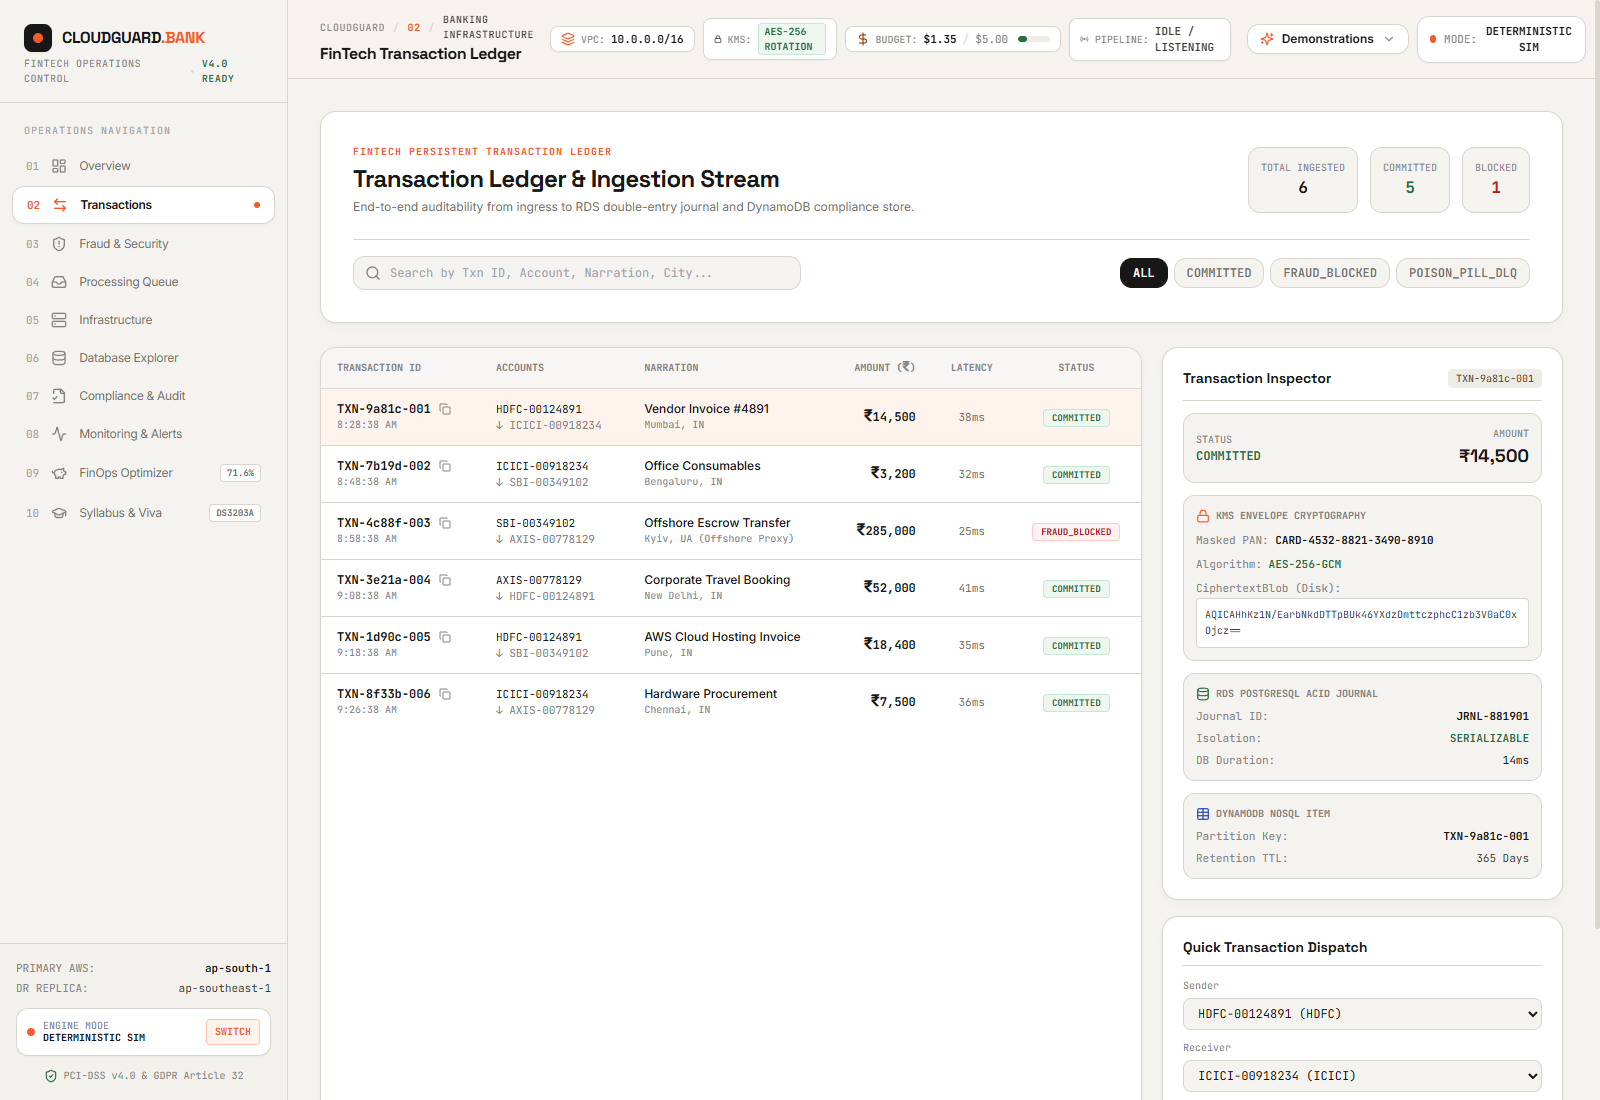 CLOUDGUARD.BANK
FINTECH OPERATIONS CONTROL
V4.0 READY
OPERATIONS NAVIGATION
01 Overview
02 Transactions
03 Fraud & Security
04 Processing Queue
05 Infrastructure
06 Database Explorer
07 Compliance & Audit
08 Monitoring & Alerts
09 FinOps Optimizer 71.6%
10 Syllabus & Viva DS3203A
PRIMARY AWS: ap-south-1
DR REPLICA: ap-southeast-1
ENGINE MODE
DETERMINISTIC SIM
SWITCH
PCI-DSS v4.0 & GDPR Article 32
CLOUDGUARD / 02 / BANKING INFRASTRUCTURE
FinTech Transaction Ledger
VPC: 10.0.0.0/16
KMS: AES-256 ROTATION
BUDGET: $1.35 / $5.00
PIPELINE: IDLE / LISTENING
Demonstrations
MODE: DETERMINISTIC SIM
FINTECH PERSISTENT TRANSACTION LEDGER
Transaction Ledger & Ingestion Stream
End-to-end auditability from ingress to RDS double-entry journal and DynamoDB compliance store.
TOTAL INGESTED
6
COMMITTED
5
BLOCKED
1
Search by Txn ID, Account, Narration, City...
ALL
COMMITTED
FRAUD_BLOCKED
POISON_PILL_DLQ
TRANSACTION ID ACCOUNTS NARRATION AMOUNT (₹) LATENCY STATUS
TXN-9a81c-001 HDFC-00124891 Vendor Invoice #4891 ₹14,500 38ms COMMITTED
8:28:38 AM ↓ ICICI-00918234 Mumbai, IN
TXN-7b19d-002 ICICI-00918234 Office Consumables ₹3,200 32ms COMMITTED
8:48:38 AM ↓ SBI-00349102 Bengaluru, IN
TXN-4c88f-003 SBI-00349102 Offshore Escrow Transfer ₹285,000 25ms FRAUD_BLOCKED
8:58:38 AM ↓ AXIS-00778129 Kyiv, UA (Offshore Proxy)
TXN-3e21a-004 AXIS-00778129 Corporate Travel Booking ₹52,000 41ms COMMITTED
9:08:38 AM ↓ HDFC-00124891 New Delhi, IN
TXN-1d90c-005 HDFC-00124891 AWS Cloud Hosting Invoice ₹18,400 35ms COMMITTED
9:18:38 AM ↓ SBI-00349102 Pune, IN
TXN-8f33b-006 ICICI-00918234 Hardware Procurement ₹7,500 36ms COMMITTED
9:26:38 AM ↓ AXIS-00778129 Chennai, IN
Transaction Inspector TXN-9a81c-001
STATUS
COMMITTED
AMOUNT
₹14,500
KMS ENVELOPE CRYPTOGRAPHY
Masked PAN: CARD-4532-8821-3490-8910
Algorithm: AES-256-GCM
CiphertextBlob (Disk):
AQICAHhKz1N/EarbNkdDTTpBUk46YXdzOmttczphcC1zb3V0aC0x
Ojcz==
RDS POSTGRESQL ACID JOURNAL
Journal ID: JRNL-881901
Isolation: SERIALIZABLE
DB Duration: 14ms
DYNAMODB NOSQL ITEM
Partition Key: TXN-9a81c-001
Retention TTL: 365 Days
Quick Transaction Dispatch
Sender
HDFC-00124891 (HDFC)
Receiver
ICICI-00918234 (ICICI)